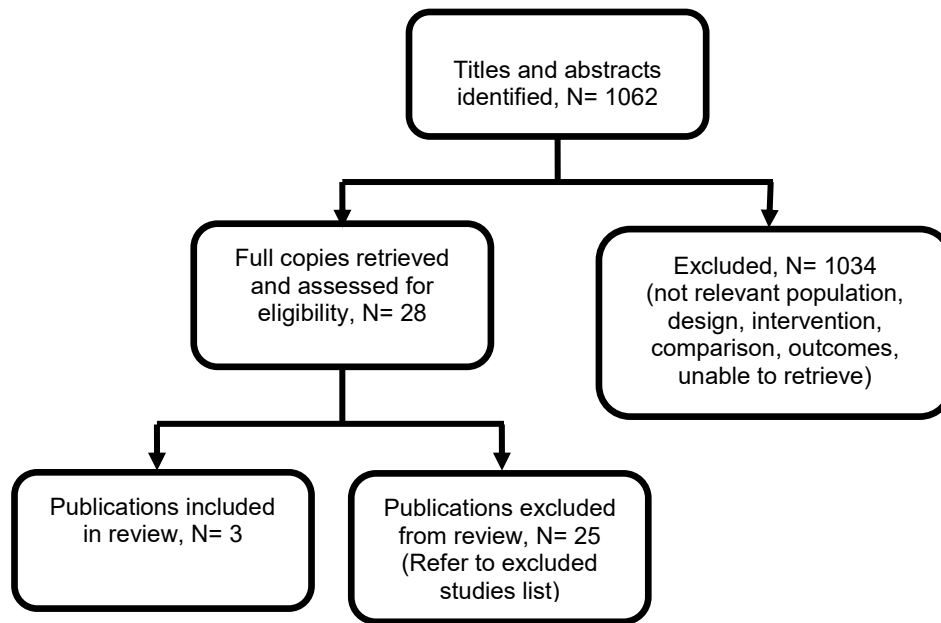 Titles and abstracts
identified, N= 1062
Full copies retrieved
and assessed for
eligibility, N= 28
Excluded, N= 1034
(not relevant population,
design, intervention,
comparison, outcomes,
unable to retrieve)
Publications included
in review, N= 3
Publications excluded
from review, N= 25
(Refer to excluded
studies list)